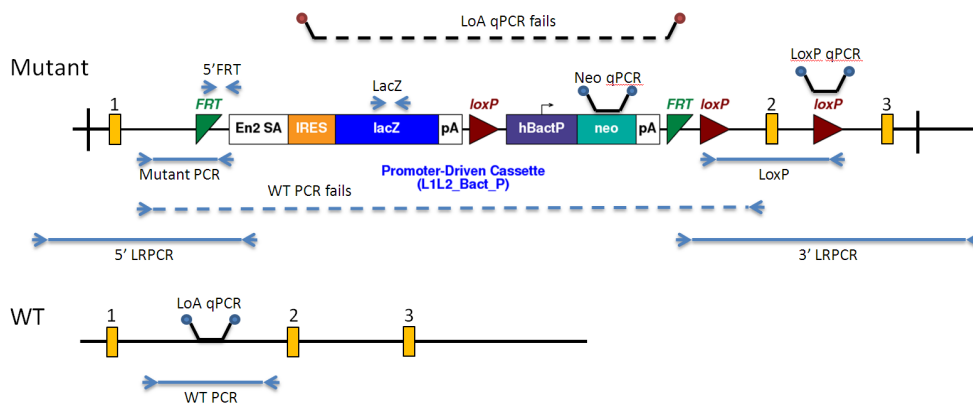 LoA qPCR fails
Mutant
5'FRT
LacZ
Neo qPCR
LoxP qPCR
1
FRT
loxP
FRT
loxP
2
loxP
3
En2 SA
IRES
lacZ
pA
hBactP
neo
pA
Mutant PCR
Promoter-Driven Cassette
(L1L2_Bact_P)
LoxP
WT PCR fails
5' LRPCR
3' LRPCR
WT
LoA qPCR
1
2
3
WT PCR